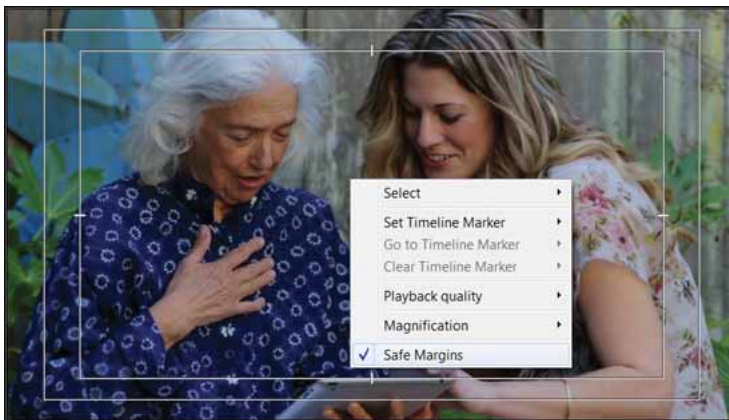 Select
Set Timeline Marker
Go to Timeline Marker
Clear Timeline Marker
Playback quality
Magnification
Safe Margins